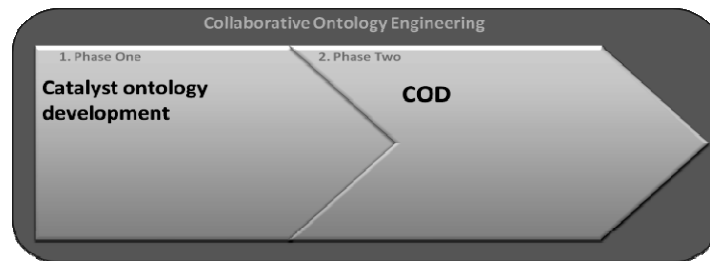 Collaborative Ontology Engineering
1. Phase One
2. Phase Two
Catalyst ontology
development
COD